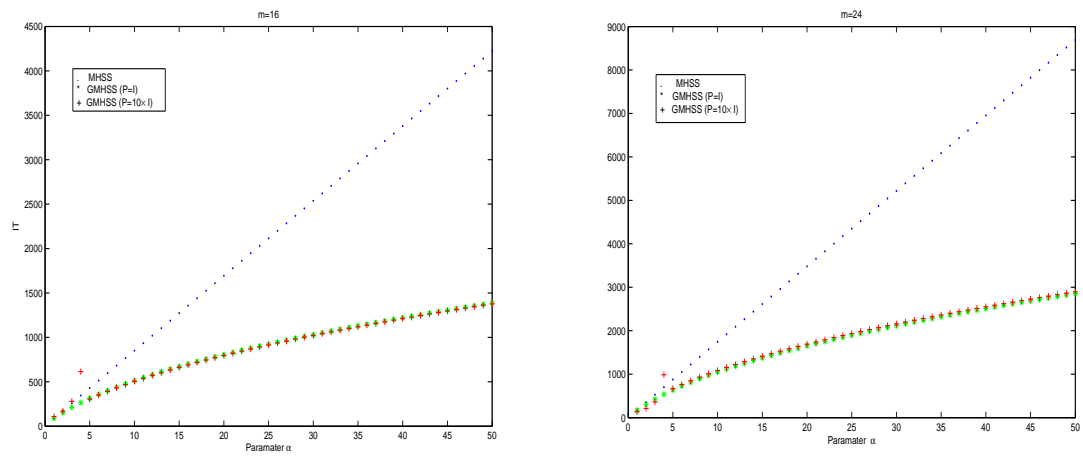 m=16
4500
4000
3500
3000
2500
2000
1500
1000
500
0
IT
. MHSS
* GMHSS (P=I)
+ GMHSS (P=10× I)
0 5 10 15 20 25 30 35 40 45 50
Paramater α
m=24
9000
8000
7000
6000
5000
4000
3000
2000
1000
0
. MHSS
* GMHSS (P=I)
+ GMHSS (P=10× I)
0 5 10 15 20 25 30 35 40 45 50
Paramater α